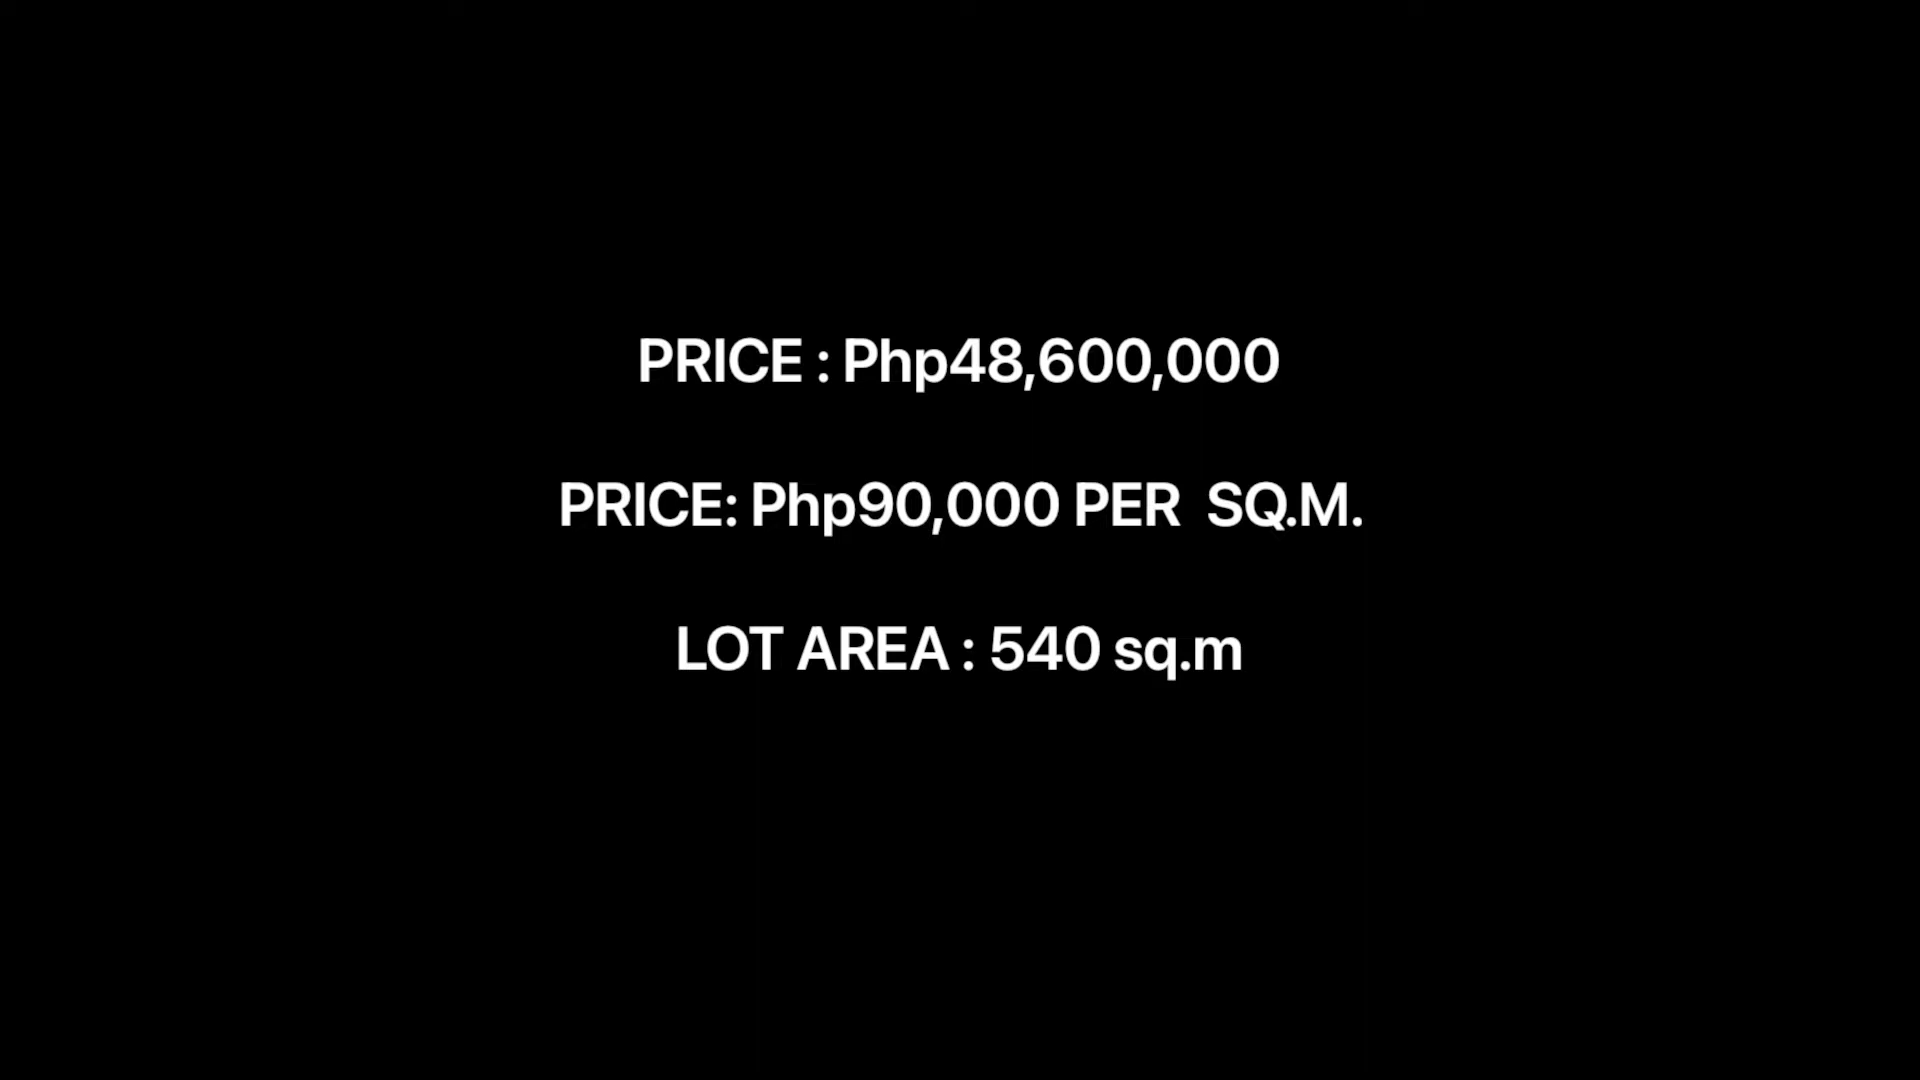 PRICE : Php48,600,000
PRICE: Php90,000 PER  SQ.M.
LOT AREA : 540 sq.m